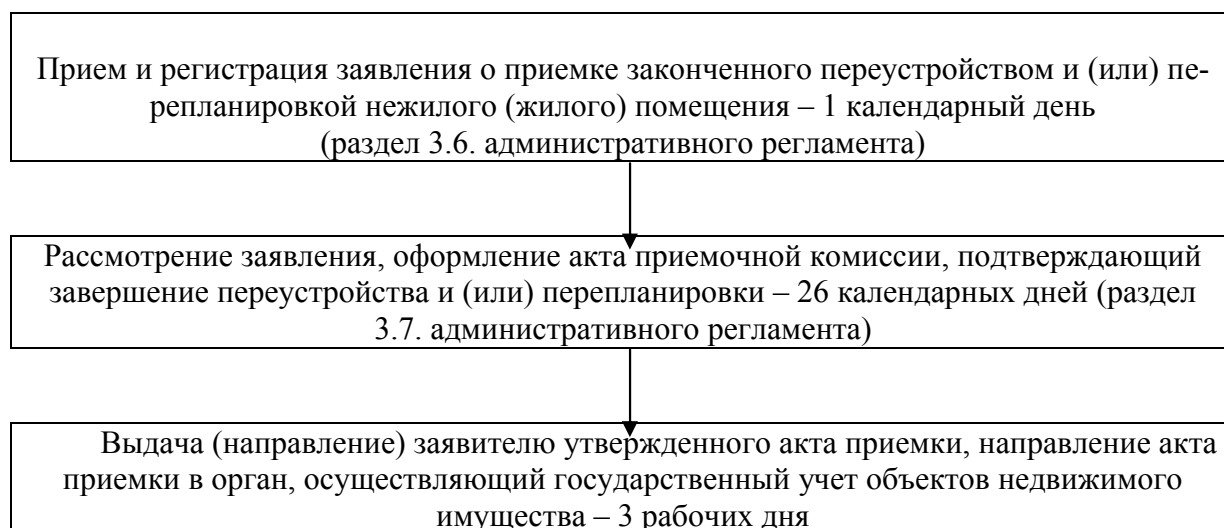 Прием и регистрация заявления о приемке законченного переустройством и (или) пе-
репланировкой нежилого (жилого) помещения – 1 календарный день
(раздел 3.6. административного регламента)
Рассмотрение заявления, оформление акта приемочной комиссии, подтверждающий
завершение переустройства и (или) перепланировки – 26 календарных дней (раздел
3.7. административного регламента)
Выдача (направление) заявителю утвержденного акта приемки, направление акта
приемки в орган, осуществляющий государственный учет объектов недвижимого
имущества – 3 рабочих дня